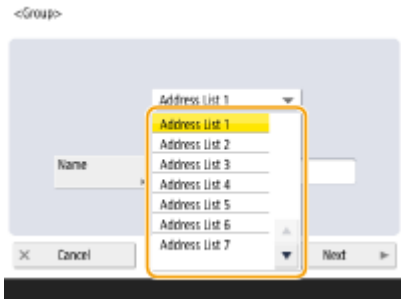 <Group>
Address List 1
Address List 1
Address List 2
Name
Address List 3
Address List 4
Address List 5
Address List 6
Address List 7
Cancel
Next